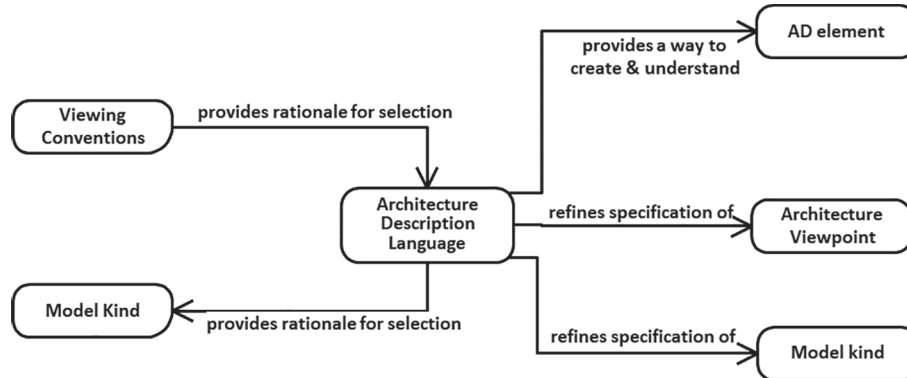 AD element
provides a way to
create & understand
Viewing
Conventions
provides rationale for selection
Architecture
Description
Language
refines specification of
Architecture
Viewpoint
Model Kind
provides rationale for selection
refines specification of
Model kind